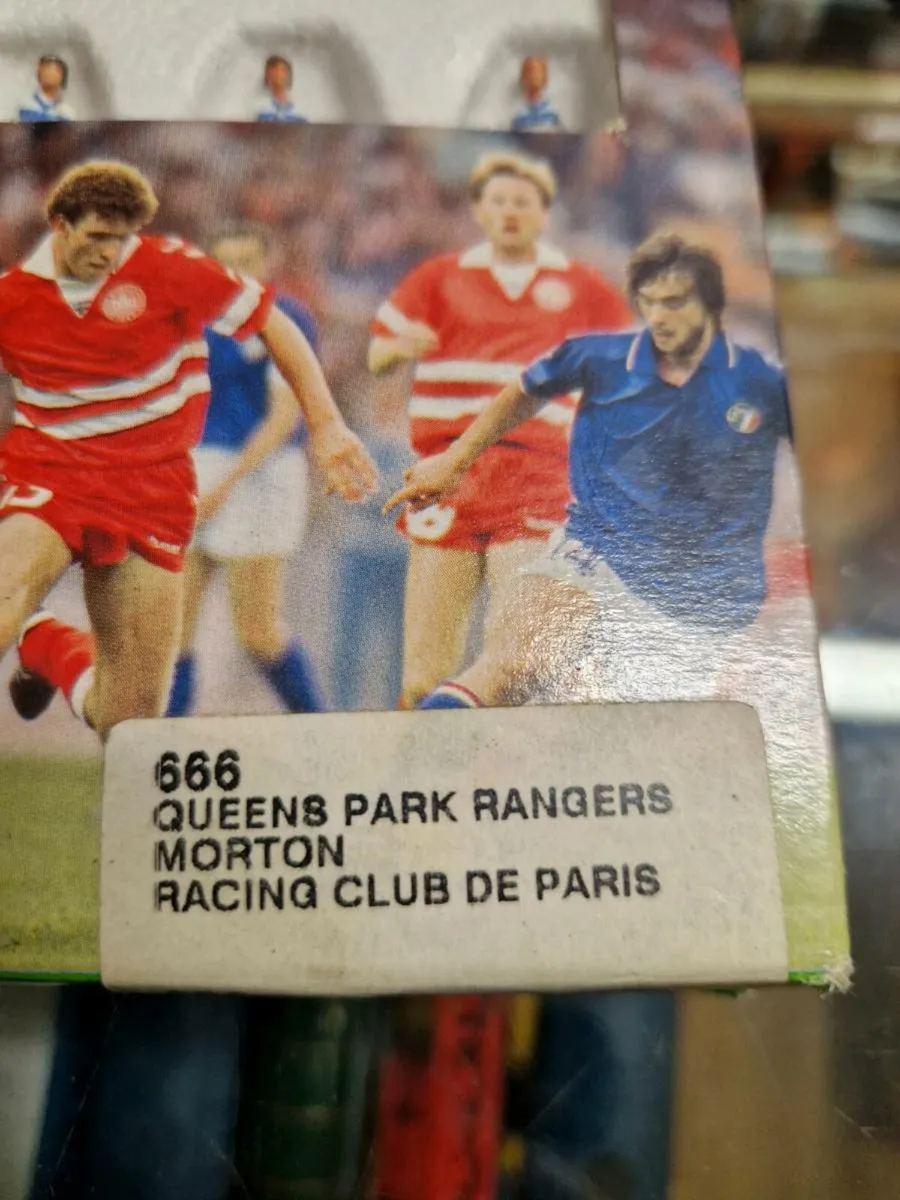 666
QUEENS PARK RANGERS
MORTON
RACING CLUB DE PARIS